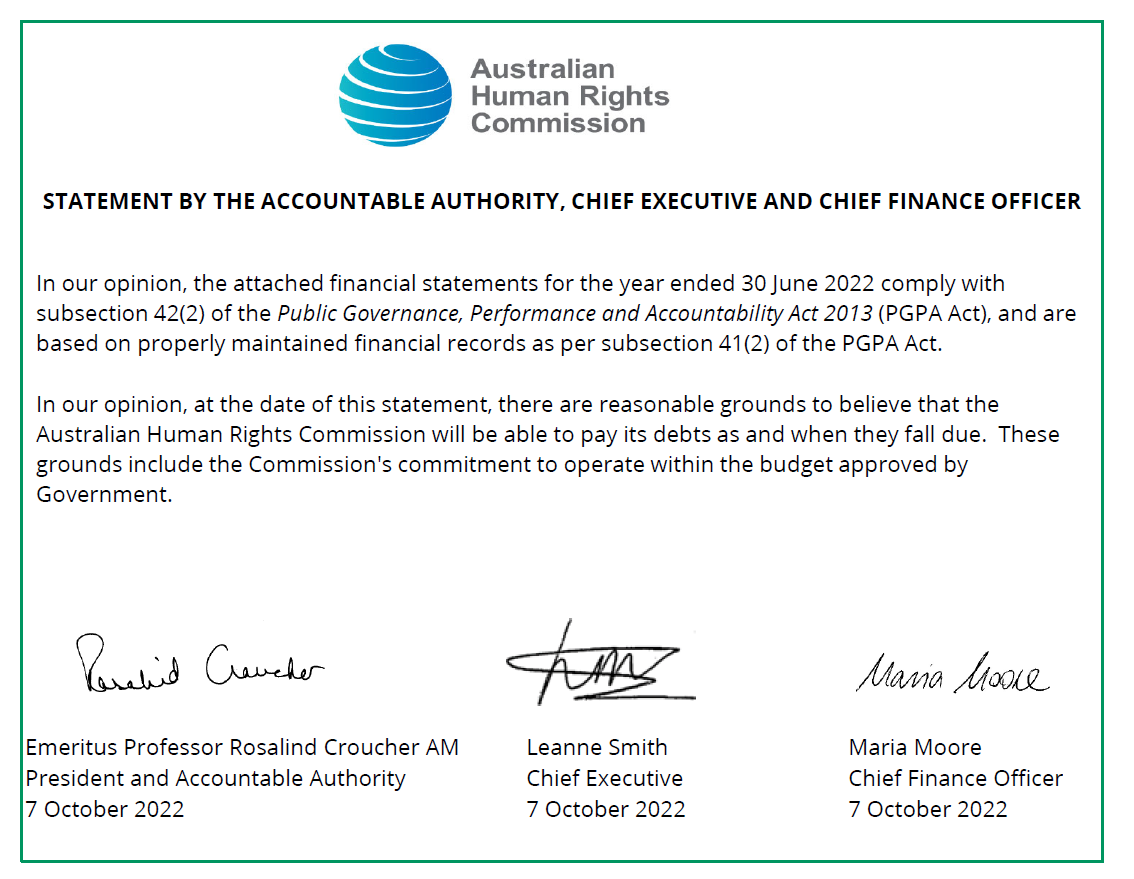 Australian
Human Rights
Commission
STATEMENT BY THE ACCOUNTABLE AUTHORITY, CHIEF EXECUTIVE AND CHIEF FINANCE OFFICER
In our opinion, the attached financial statements for the year ended 30 June 2022 comply with
subsection 42(2) of the Public Governance, Performance and Accountability Act 2013 (PGPA Act), and are
based on properly maintained financial records as per subsection 41(2) of the PGPA Act.
In our opinion, at the date of this statement, there are reasonable grounds to believe that the
Australian Human Rights Commission will be able to pay its debts as and when they fall due.  These
grounds include the Commission's commitment to operate within the budget approved by
Government.
Rosalind Croucher
Maria Moore
Emeritus Professor Rosalind Croucher AM
President and Accountable Authority
7 October 2022
Leanne Smith
Chief Executive
7 October 2022
Maria Moore
Chief Finance Officer
7 October 2022